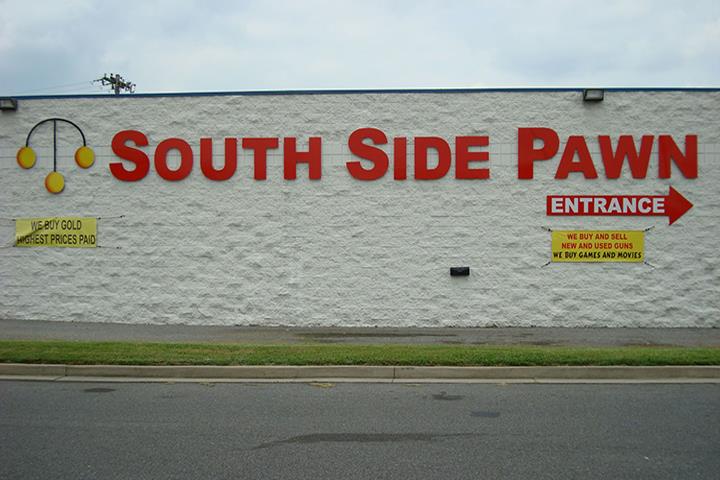 SOUTH SIDE PAWN
ENTRANCE
WE BUY GOLD
HIGHEST PRICES PAID
WE BUY AND SELL
NEW AND USED GUNS
WE BUY GAMES AND MOVIES